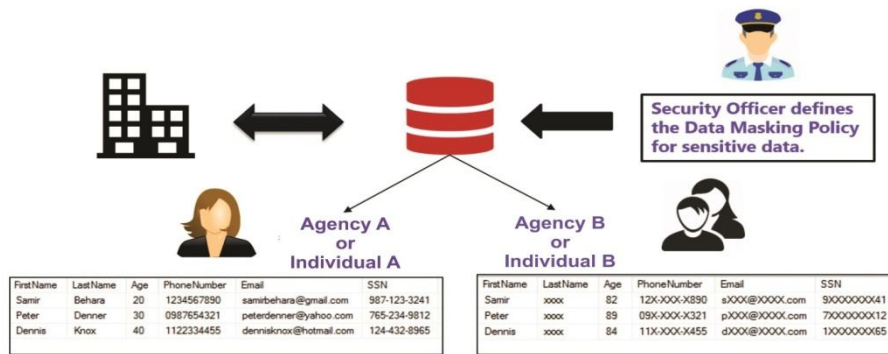 Security Officer defines
the Data Masking Policy
for sensitive data.
Agency A
or
Individual A
Agency B
or
Individual B
FirstName LastName Age PhoneNumber Email SSN
Samir Behara 20 1234567890 samirbehara@gmail.com 987-123-3241
Peter Denner 30 0987654321 peterdenner@yahoo.com 765-234-9812
Dennis Knox 40 1122334455 dennisknox@hotmail.com 124-432-8965
FirstName LastName Age PhoneNumber Email SSN
Samir xxxx 82 12X-XXX-X890 sXXX@XXXX.com 9XXXXXXX41
Peter xxxx 89 09X-XXX-X321 pXXX@XXXX.com 7XXXXXXX12
Dennis xxxx 84 11X-XXX-X455 dXXX@XXXX.com 1XXXXXXX65